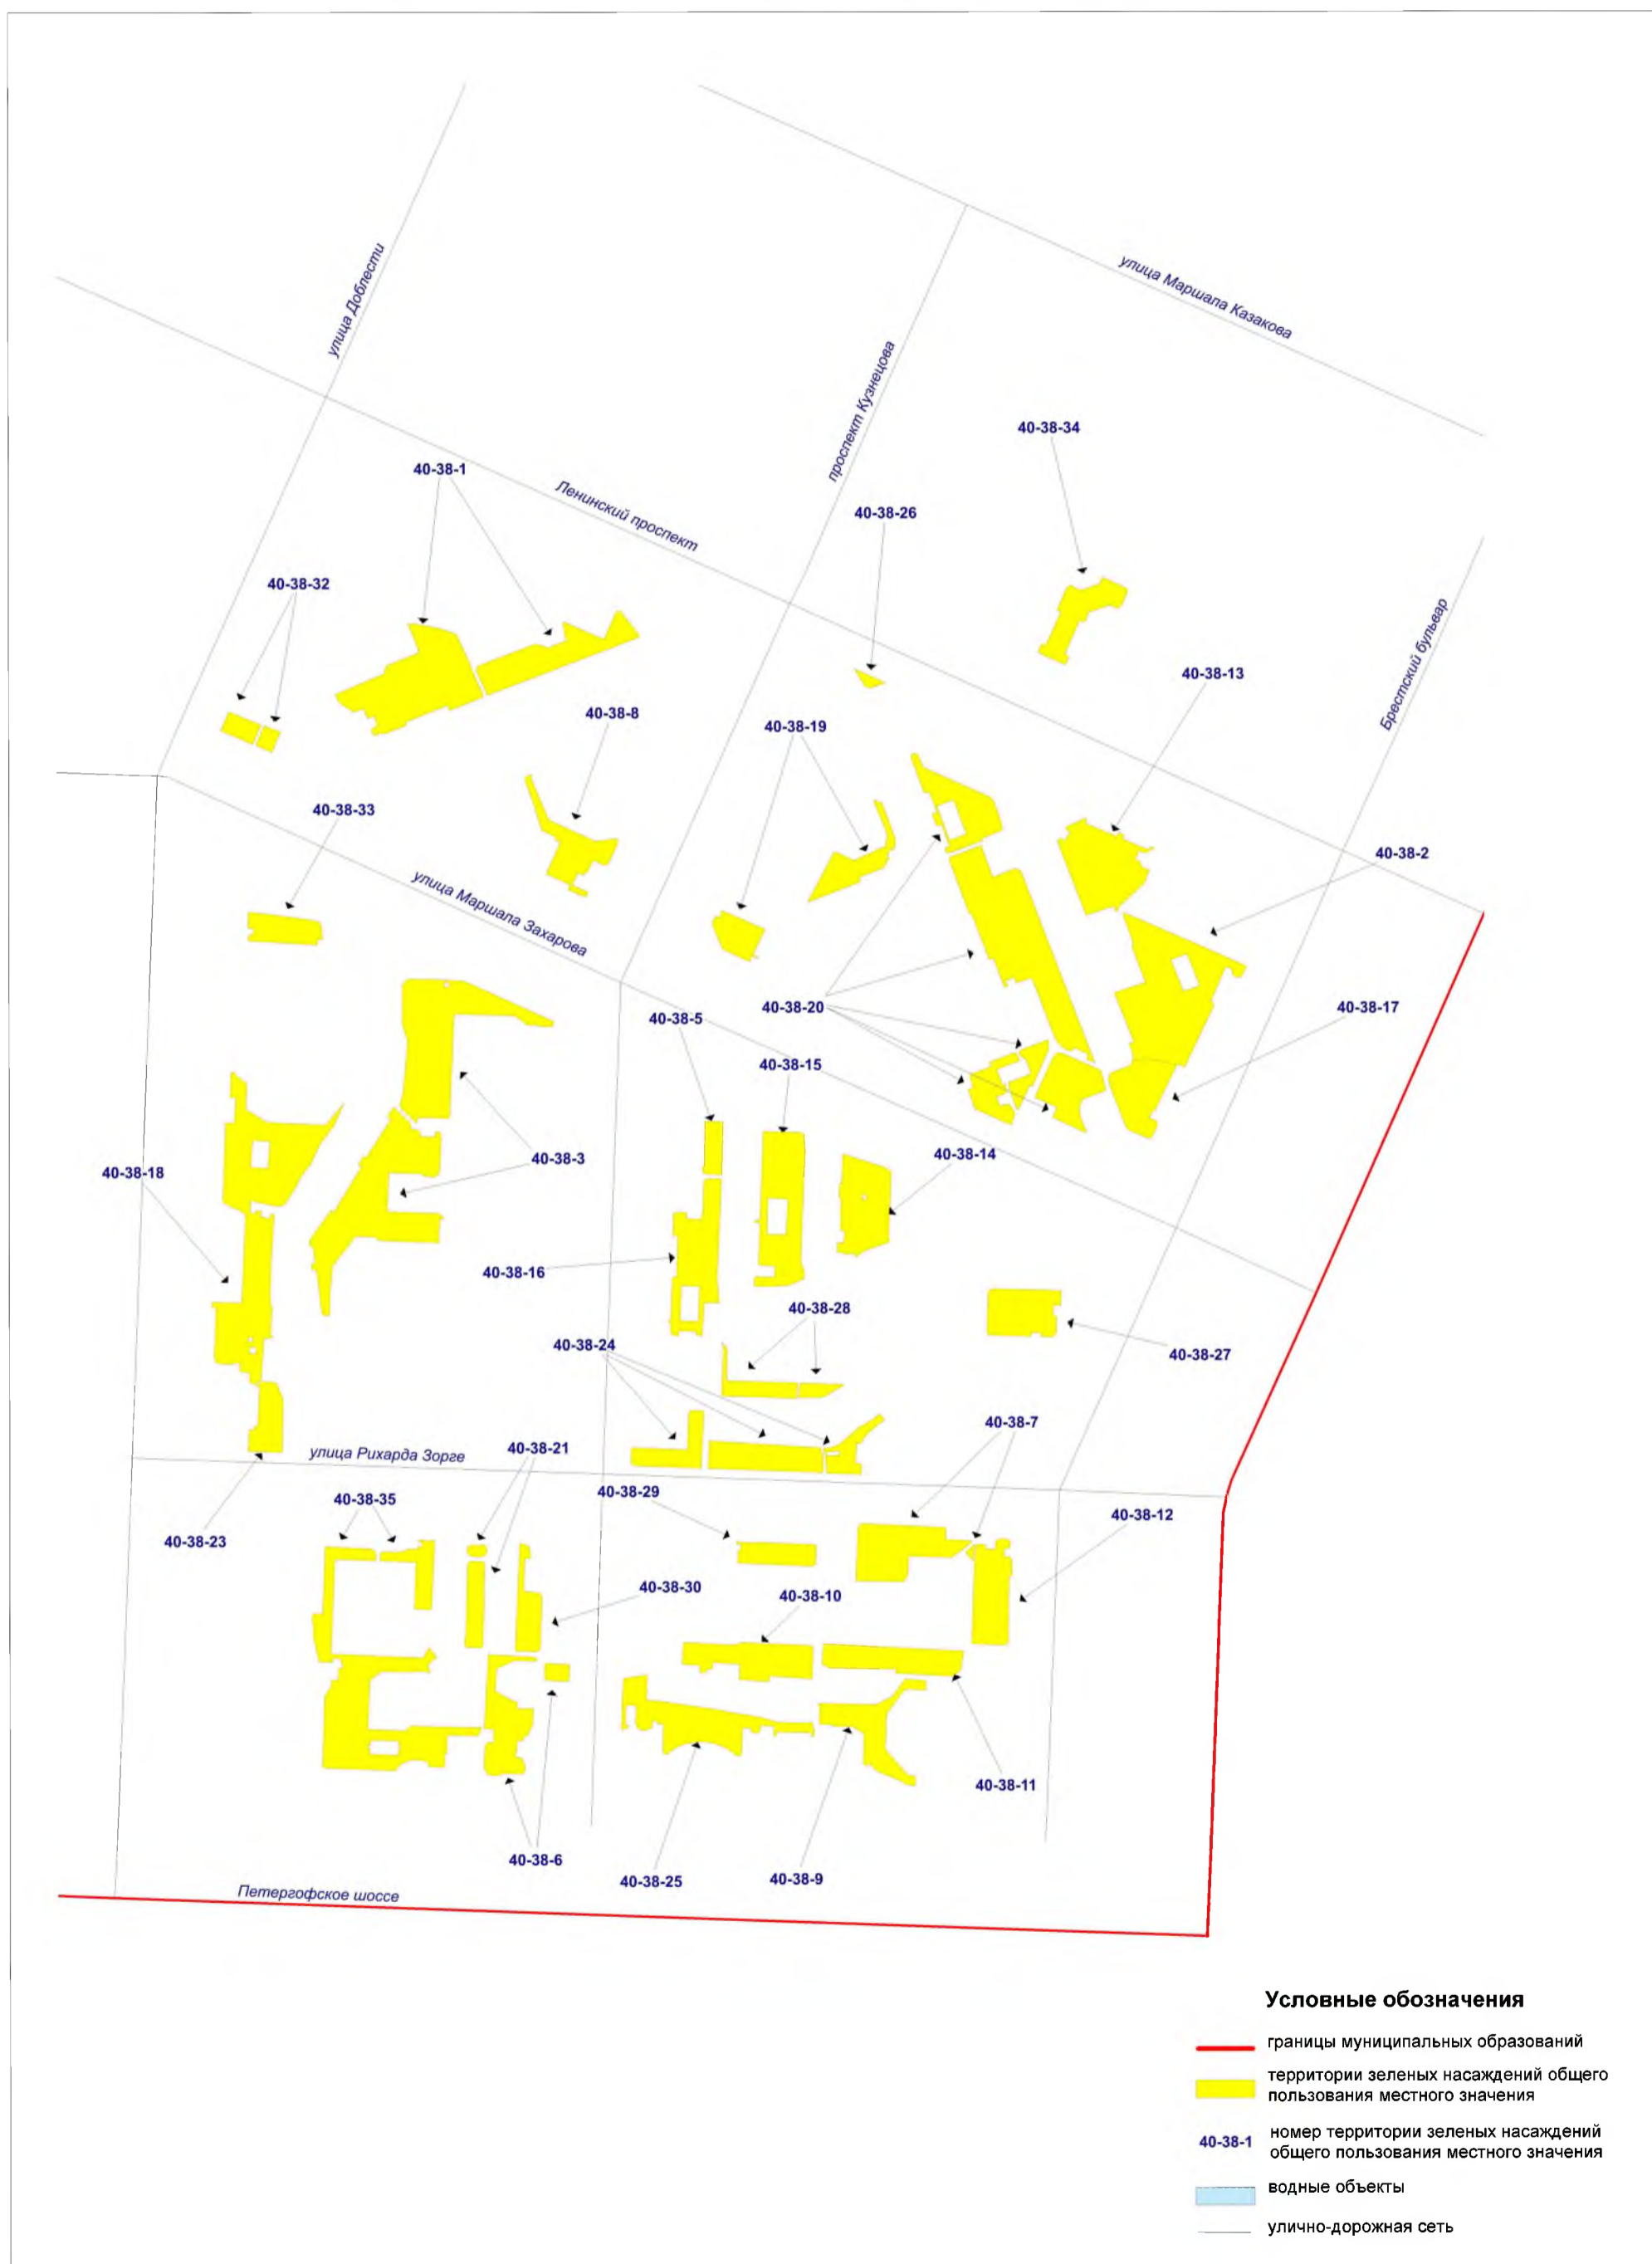 улица Маршала Казакова
улица Доблести
проспект Кузнецова
40-38-34
40-38-1
Ленинский проспект
40-38-26
40-38-32
Брестский бульвар
40-38-13
40-38-8
40-38-19
40-38-33
40-38-2
улица Маршала Захарова
40-38-20
40-38-17
40-38-5
40-38-15
40-38-14
40-38-3
40-38-18
40-38-16
40-38-28
40-38-24
40-38-27
40-38-7
улица Рихарда Зорге
40-38-21
40-38-29
40-38-35
40-38-12
40-38-23
40-38-30
40-38-10
40-38-11
40-38-6
40-38-25
40-38-9
Петергофское шоссе
Условные обозначения
границы муниципальных образований
территории зеленых насаждений общего
пользования местного значения
40-38-1
номер территории зеленых насаждений
общего пользования местного значения
водные объекты
улично-дорожная сеть